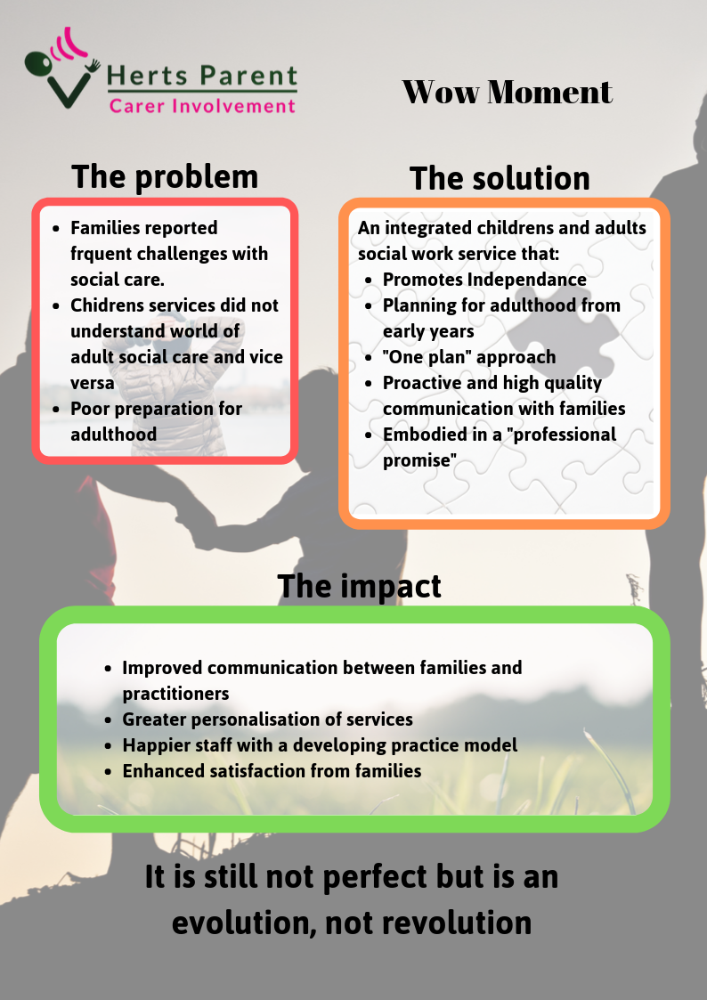 Herts Parent
Carer Involvement
Wow Moment
The problem
• Families reported
frquent challenges with
social care.
• Chidrens services did not
understand world of
adult social care and vice
versa
• Poor preparation for
adulthood
The solution
An integrated childrens and adults
social work service that:
• Promotes Independance
• Planning for adulthood from
early years
• "One plan" approach
• Proactive and high quality
communication with families
• Embodied in a "professional
promise"
The impact
• Improved communication between families and
practitioners
• Greater personalisation of services
• Happier staff with a developing practice model
• Enhanced satisfaction from families
It is still not perfect but is an
evolution, not revolution